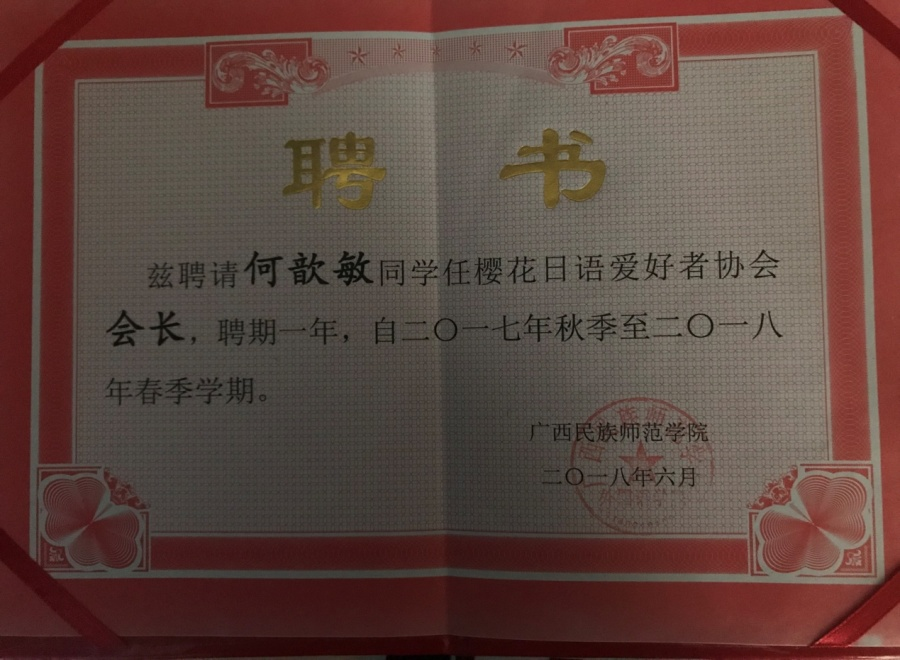 聘书
兹聘请何歆敏同学任樱花日语爱好者协会
会长，聘期一年，自二〇一七年秋季至二〇一八
年春季学期。
广西民族师范学院
二〇一八年六月